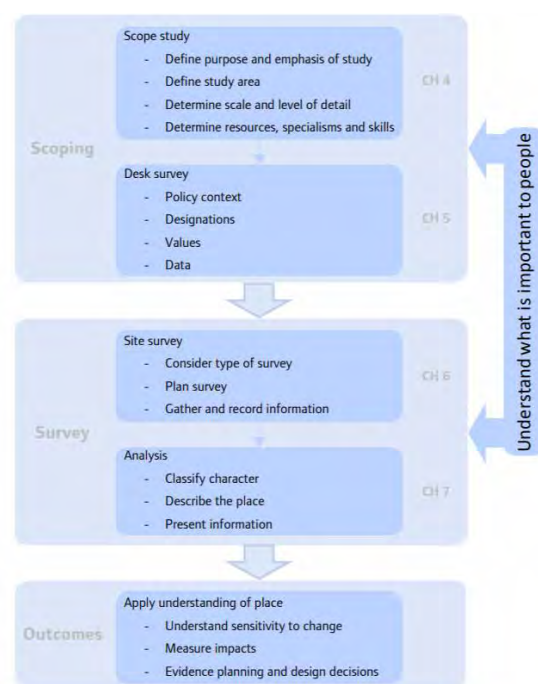 Scope study
- Define purpose and emphasis of study
- Define study area
- Determine scale and level of detail
- Determine resources, specialisms and skills
CH 4
Scoping
Desk survey
- Policy context
- Designations
- Values
- Data
CH 5
Site survey
- Consider type of survey
- Plan survey
- Gather and record information
CH 6
Survey
Analysis
- Classify character
- Describe the place
- Present information
CH 7
Apply understanding of place
- Understand sensitivity to change
- Measure impacts
- Evidence planning and design decisions
Outcomes
Understand what is important to people